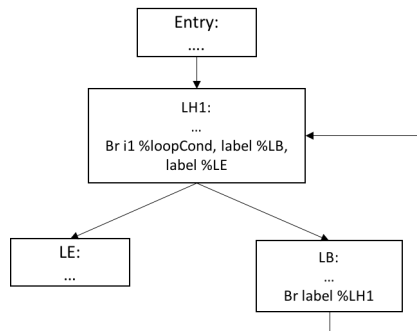 Entry:
....
LH1:
...
Br i1 %loopCond, label %LB,
label %LE
LE:
...
LB:
...
Br label %LH1